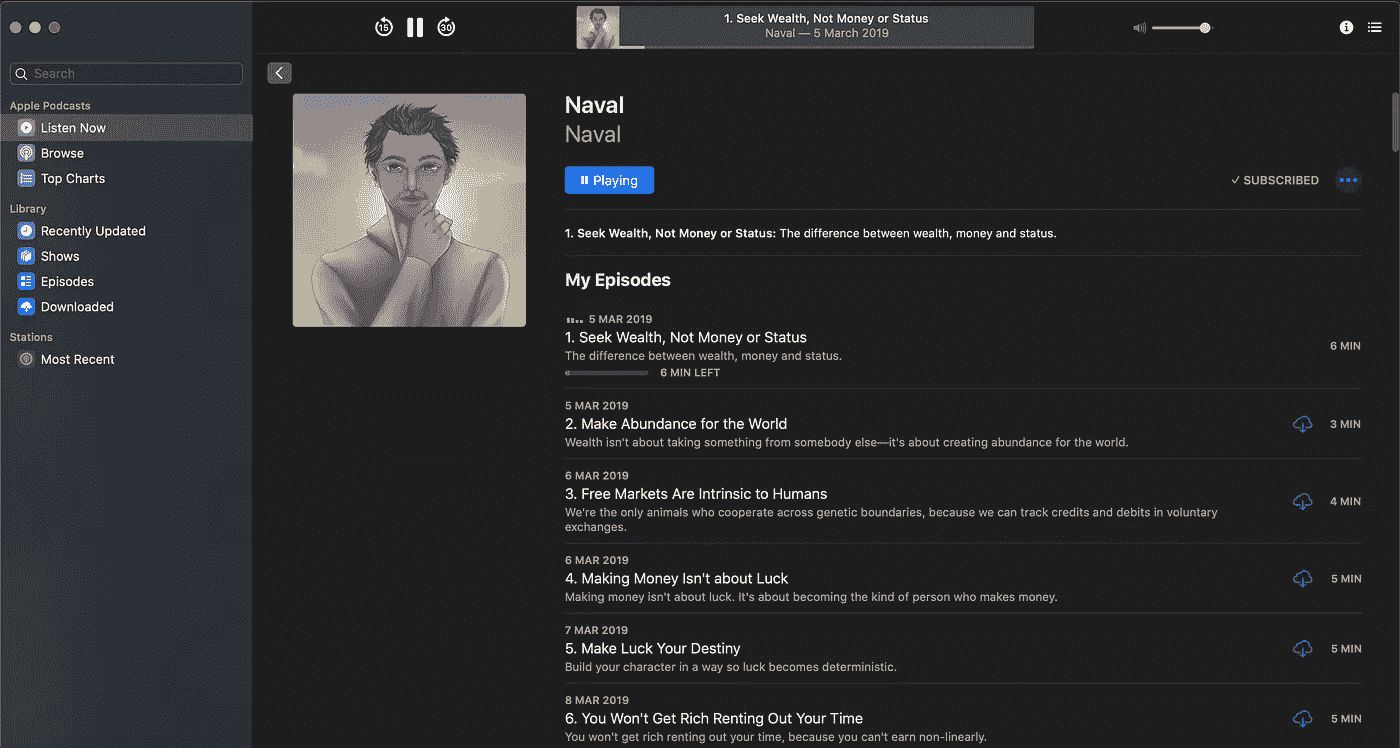 15
30
1. Seek Wealth, Not Money or Status
Naval — 5 March 2019
Search
Apple Podcasts
Listen Now
Browse
Top Charts
Library
Recently Updated
Shows
Episodes
Downloaded
Stations
Most Recent
Naval
Naval
Playing
✓ SUBSCRIBED
1. Seek Wealth, Not Money or Status: The difference between wealth, money and status.
My Episodes
5 MAR 2019
1. Seek Wealth, Not Money or Status
The difference between wealth, money and status.
6 MIN LEFT
6 MIN
5 MAR 2019
2. Make Abundance for the World
Wealth isn't about taking something from somebody else—it's about creating abundance for the world.
3 MIN
6 MAR 2019
3. Free Markets Are Intrinsic to Humans
We're the only animals who cooperate across genetic boundaries, because we can track credits and debits in voluntary
exchanges.
4 MIN
6 MAR 2019
4. Making Money Isn't about Luck
Making money isn't about luck. It's about becoming the kind of person who makes money.
5 MIN
7 MAR 2019
5. Make Luck Your Destiny
Build your character in a way so luck becomes deterministic.
5 MIN
8 MAR 2019
6. You Won't Get Rich Renting Out Your Time
You won't get rich renting out your time, because you can't earn non-linearly.
5 MIN